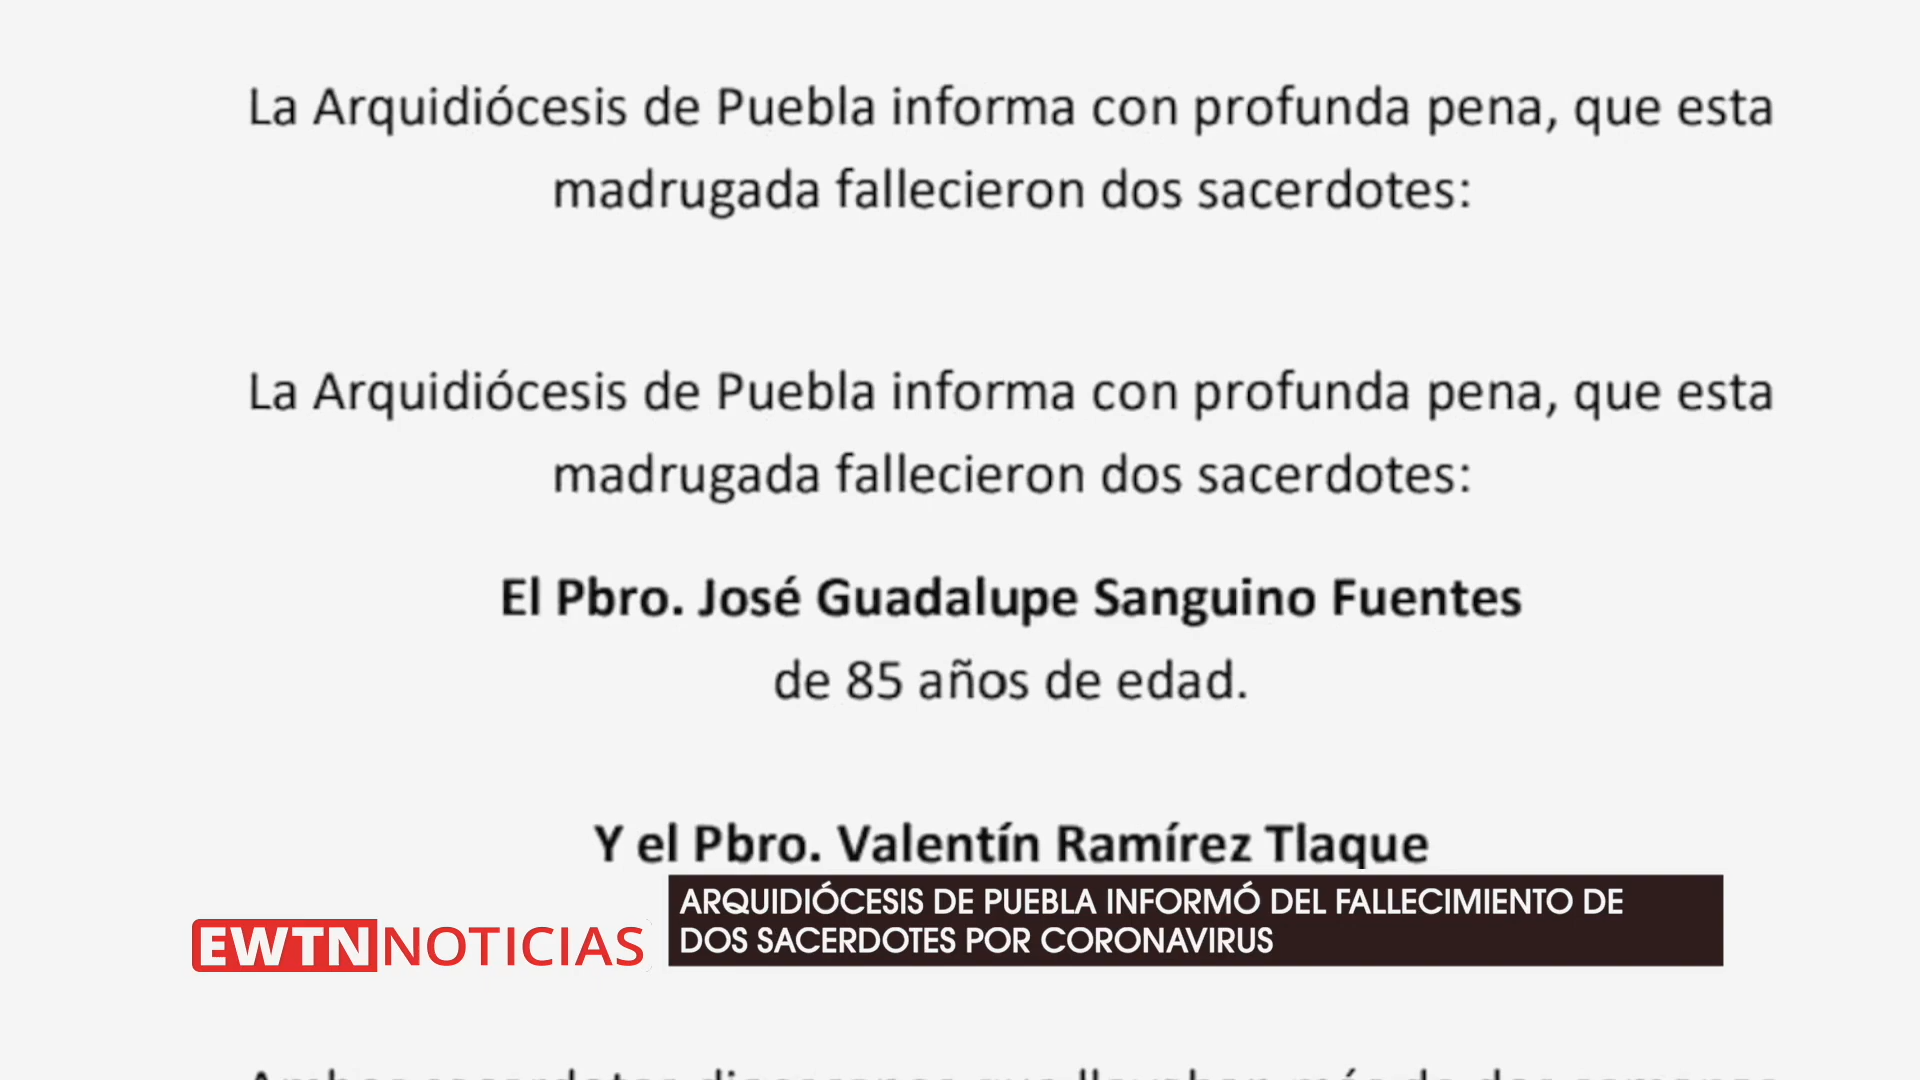 La Arquidiócesis de Puebla informa con profunda pena, que esta
madrugada fallecieron dos sacerdotes:
La Arquidiócesis de Puebla informa con profunda pena, que esta
madrugada fallecieron dos sacerdotes:
El Pbro. José Guadalupe Sanguino Fuentes
de 85 años de edad.
Y el Pbro. Valentín Ramírez Tlaque
ARQUIDIÓCESIS DE PUEBLA INFORMÓ DEL FALLECIMIENTO DE
DOS SACERDOTES POR CORONAVIRUS
EWTN NOTICIAS